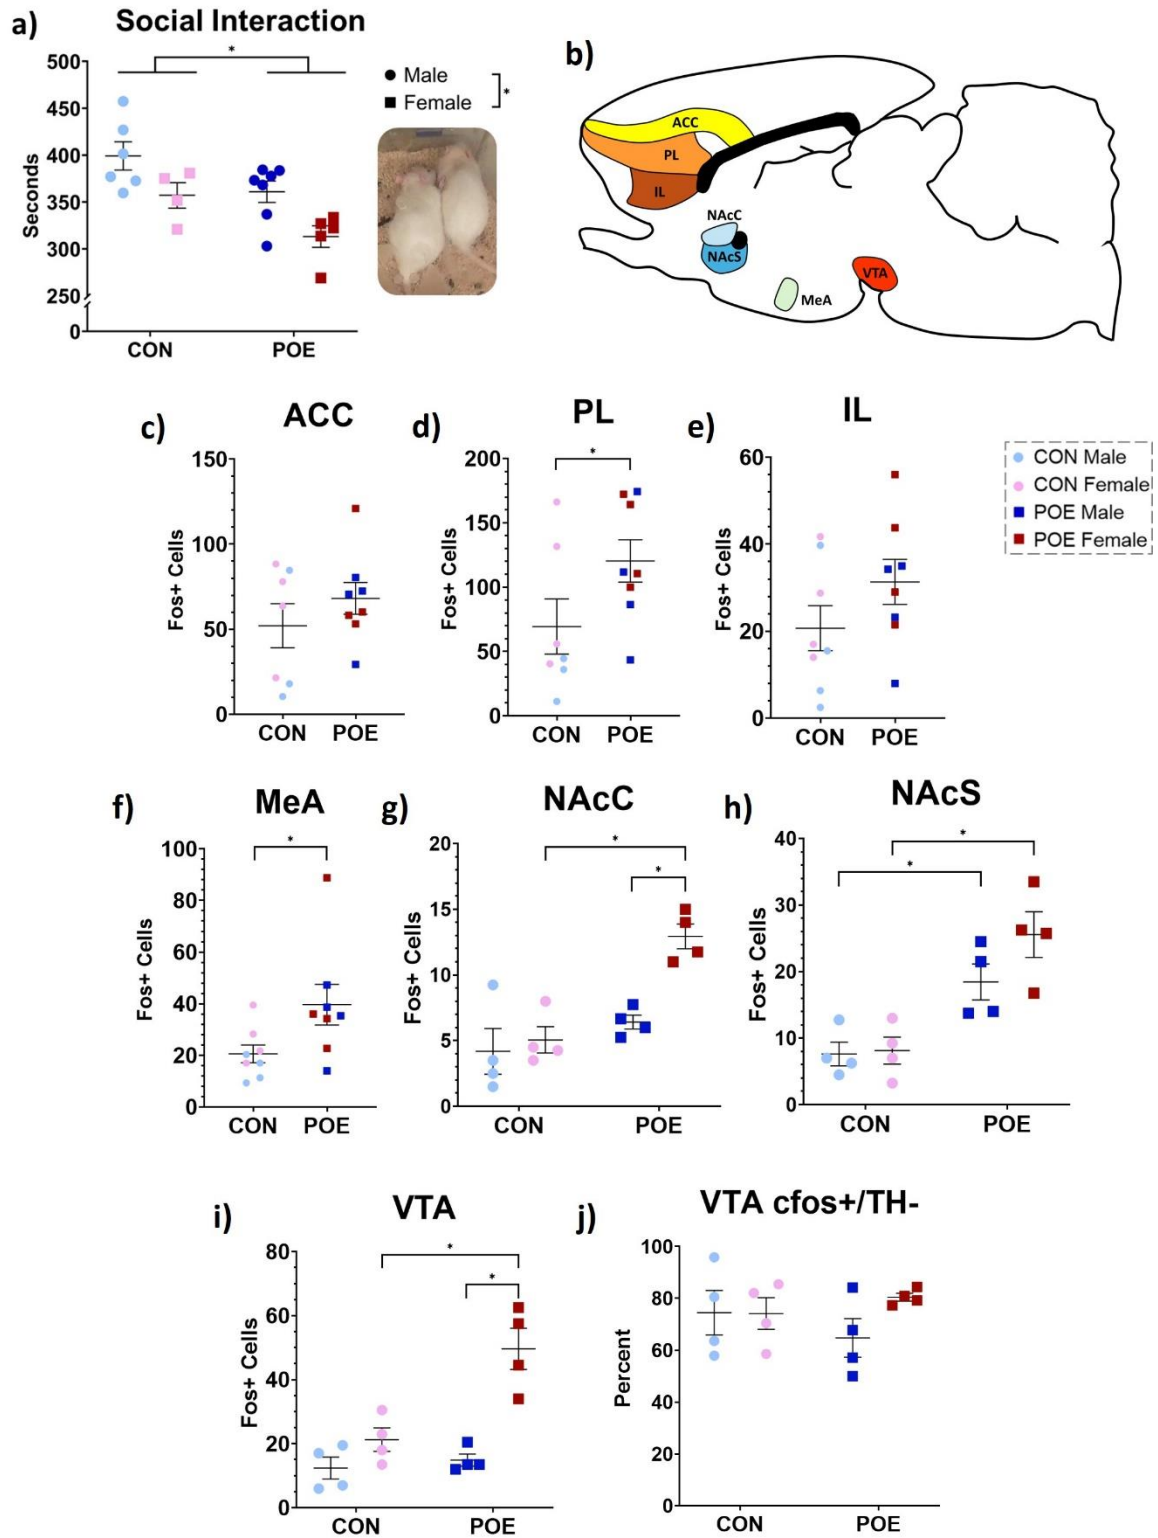 a)
Social Interaction
*
500
400
350
300
250
0
Seconds
CON
POE
Male
Female
*
b)
ACC
PL
IL
NAcC
NAcS
MeA
VTA
c)
ACC
150
100
50
0
Fos+ Cells
CON
POE
d)
PL
*
200
150
100
50
0
Fos+ Cells
CON
POE
e)
IL
60
40
20
0
Fos+ Cells
CON
POE
CON Male
CON Female
POE Male
POE Female
f)
MeA
*
100
80
60
40
20
0
Fos+ Cells
CON
POE
g)
NAcC
*
*
20
15
10
5
0
Fos+ Cells
CON
POE
h)
NAcS
*
*
40
30
20
10
0
Fos+ Cells
CON
POE
i)
VTA
*
*
80
60
40
20
0
Fos+ Cells
CON
POE
j)
VTA cfos+/TH-
100
80
60
40
20
0
Percent
CON
POE